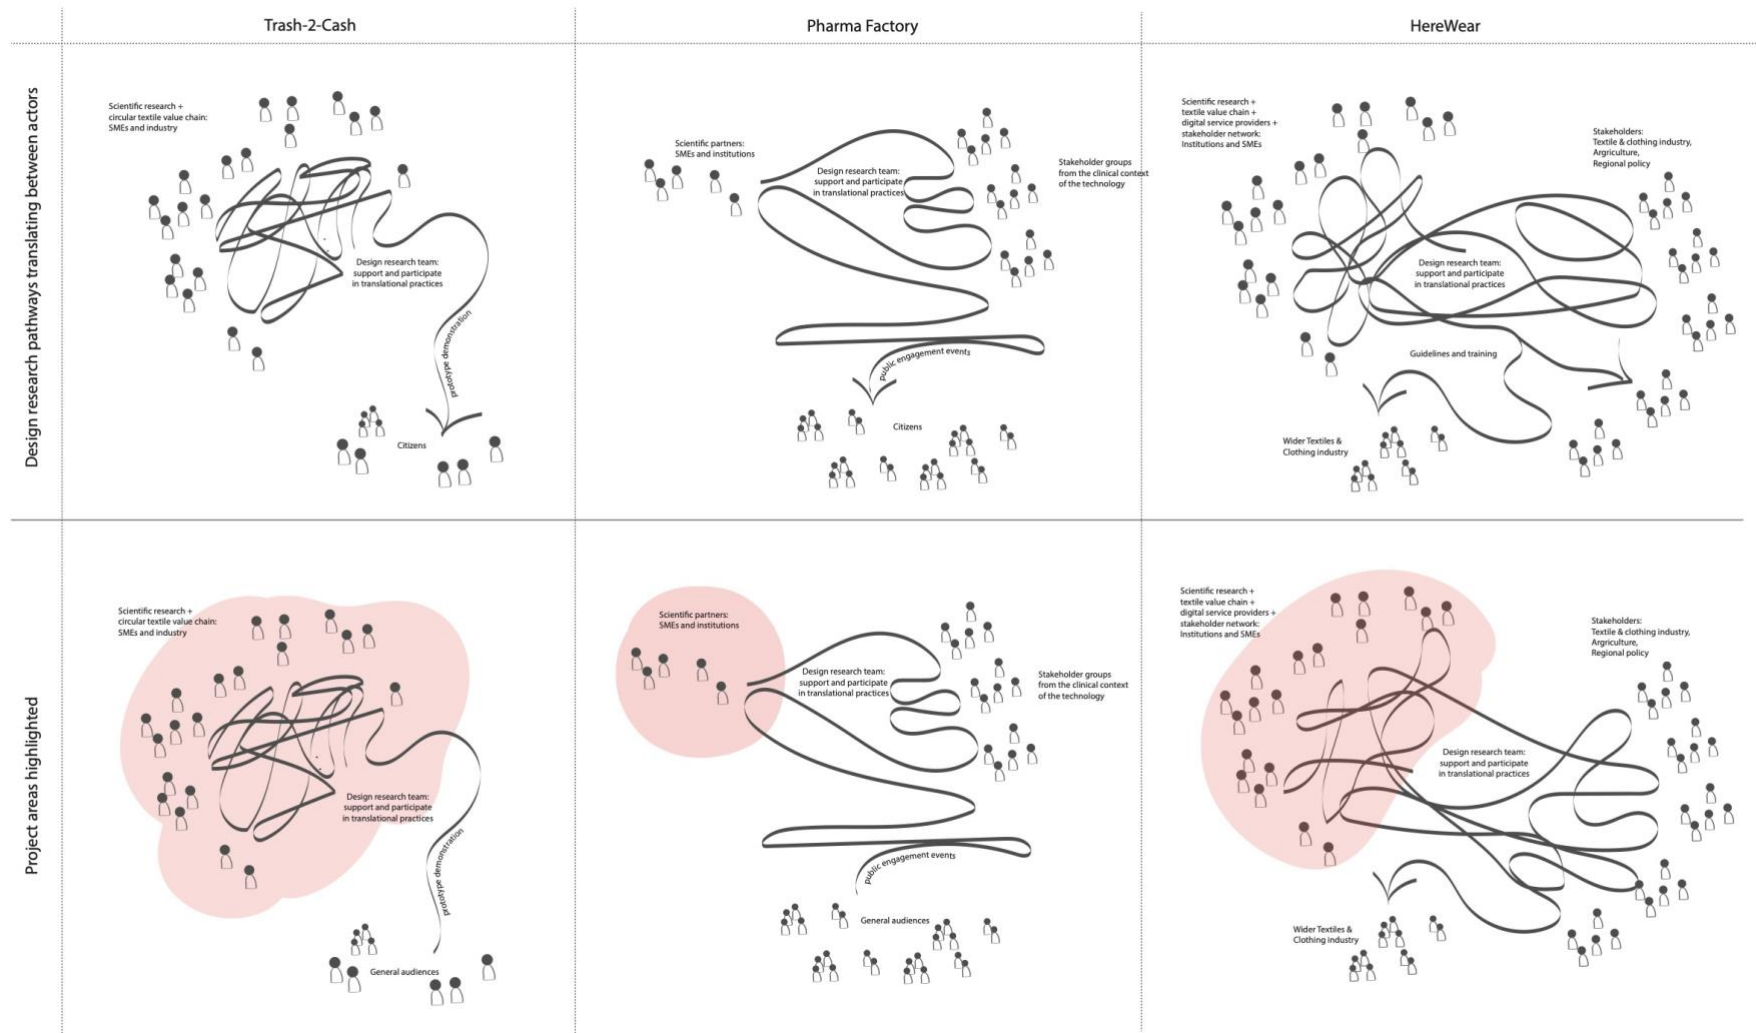 Trash-2-Cash
Pharma Factory
HereWear
Design research pathways translating between actors
Scientific research +
circular textile value chain:
SMEs and industry
Design research team:
support and participate
in translational practices
prototype demonstration
Citizens
Scientific partners:
SMEs and institutions
Design research team:
support and participate
in translational practices
Stakeholder groups
from the clinical context
of the technology
public engagement events
Citizens
Scientific research +
textile value chain +
digital service providers +
stakeholder network:
Institutions and SMEs
Stakeholders:
Textile & clothing industry,
Argriculture,
Regional policy
Design research team:
support and participate
in translational practices
Guidelines and training
Wider Textiles &
Clothing industry
Project areas highlighted
Scientific research +
circular textile value chain:
SMEs and industry
Design research team:
support and participate
in translational practices
prototype demonstration
General audiences
Scientific partners:
SMEs and institutions
Design research team:
support and participate
in translational practices
Stakeholder groups
from the clinical context
of the technology
public engagement events
General audiences
Scientific research +
textile value chain +
digital service providers +
stakeholder network:
Institutions and SMEs
Stakeholders:
Textile & clothing industry,
Argriculture,
Regional policy
Design research team:
support and participate
in translational practices
Wider Textiles &
Clothing industry